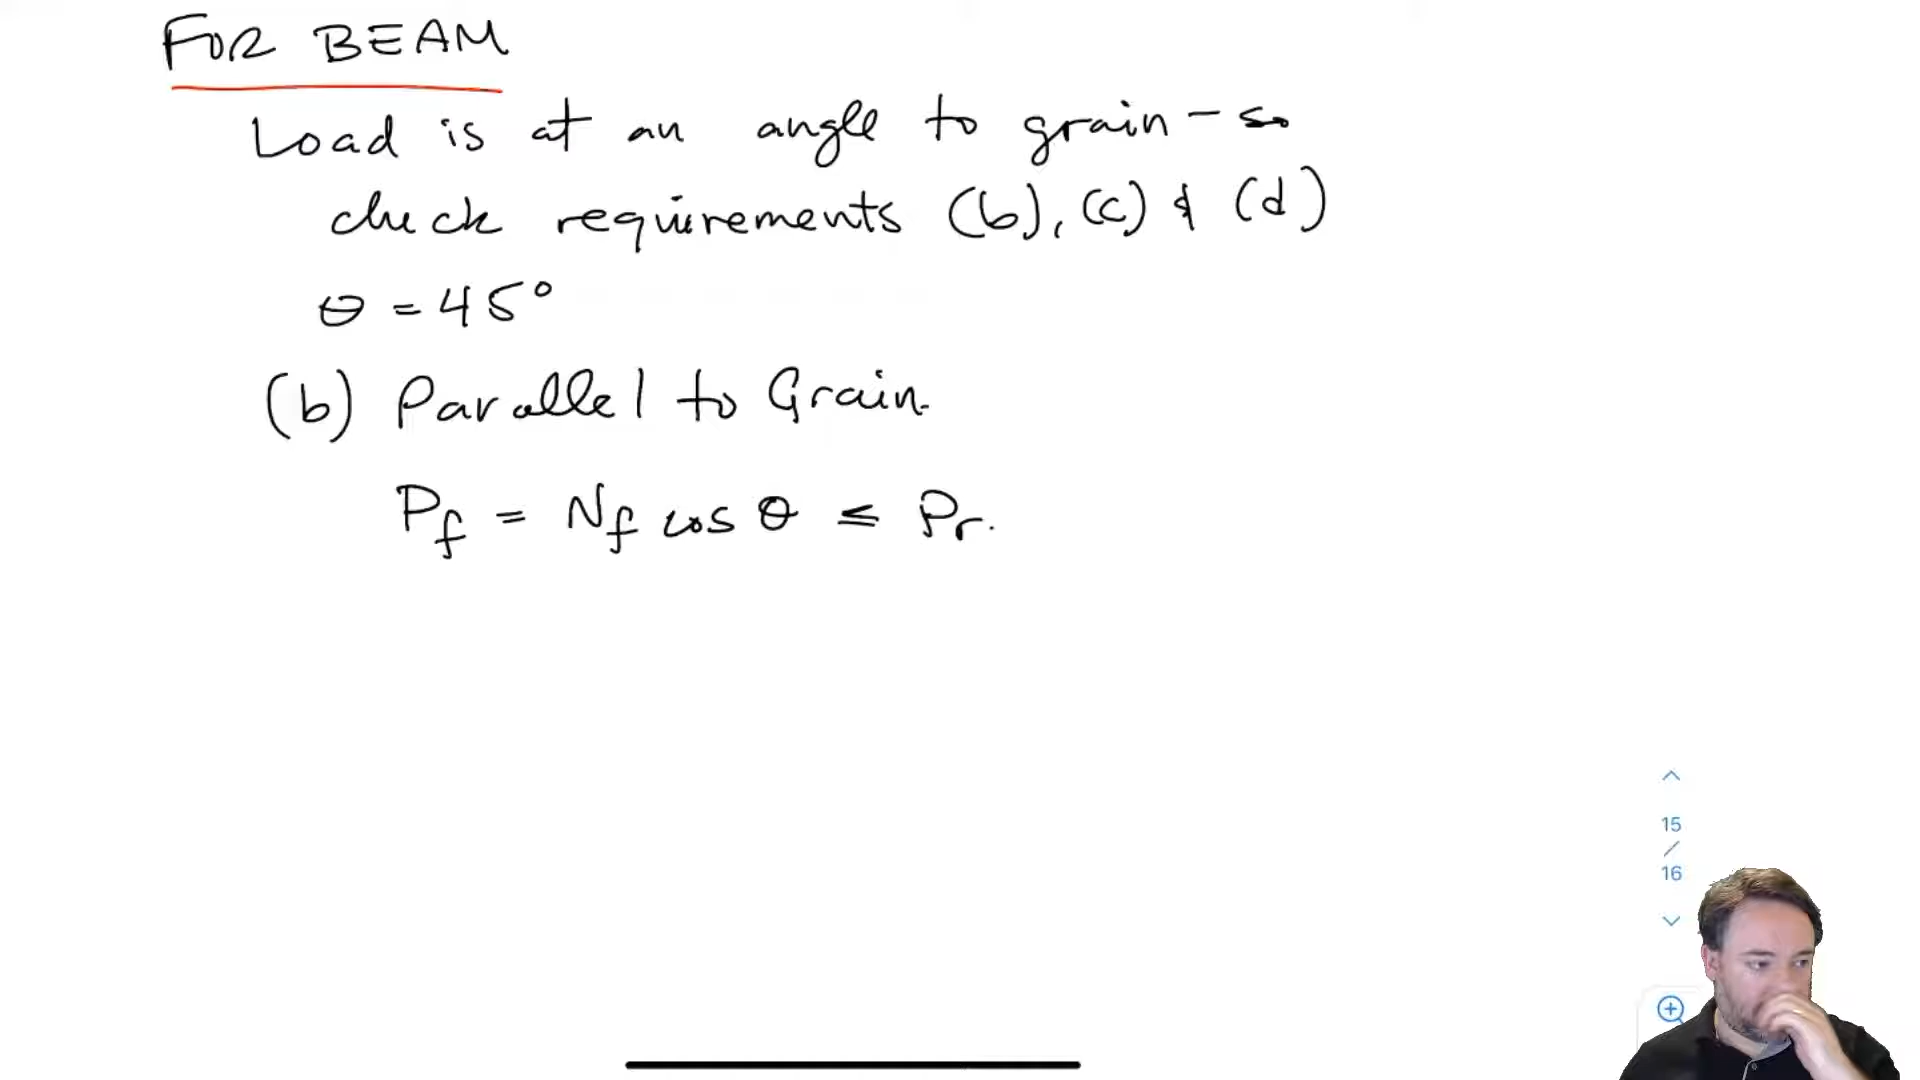 FOR BEAM
Load is at an angle to grain - so
check requirements (b), (c) & (d)
θ = 45°
(b) Parallel to Grain.
Pf = Nf cos θ ≤ Pr.
15
/
16